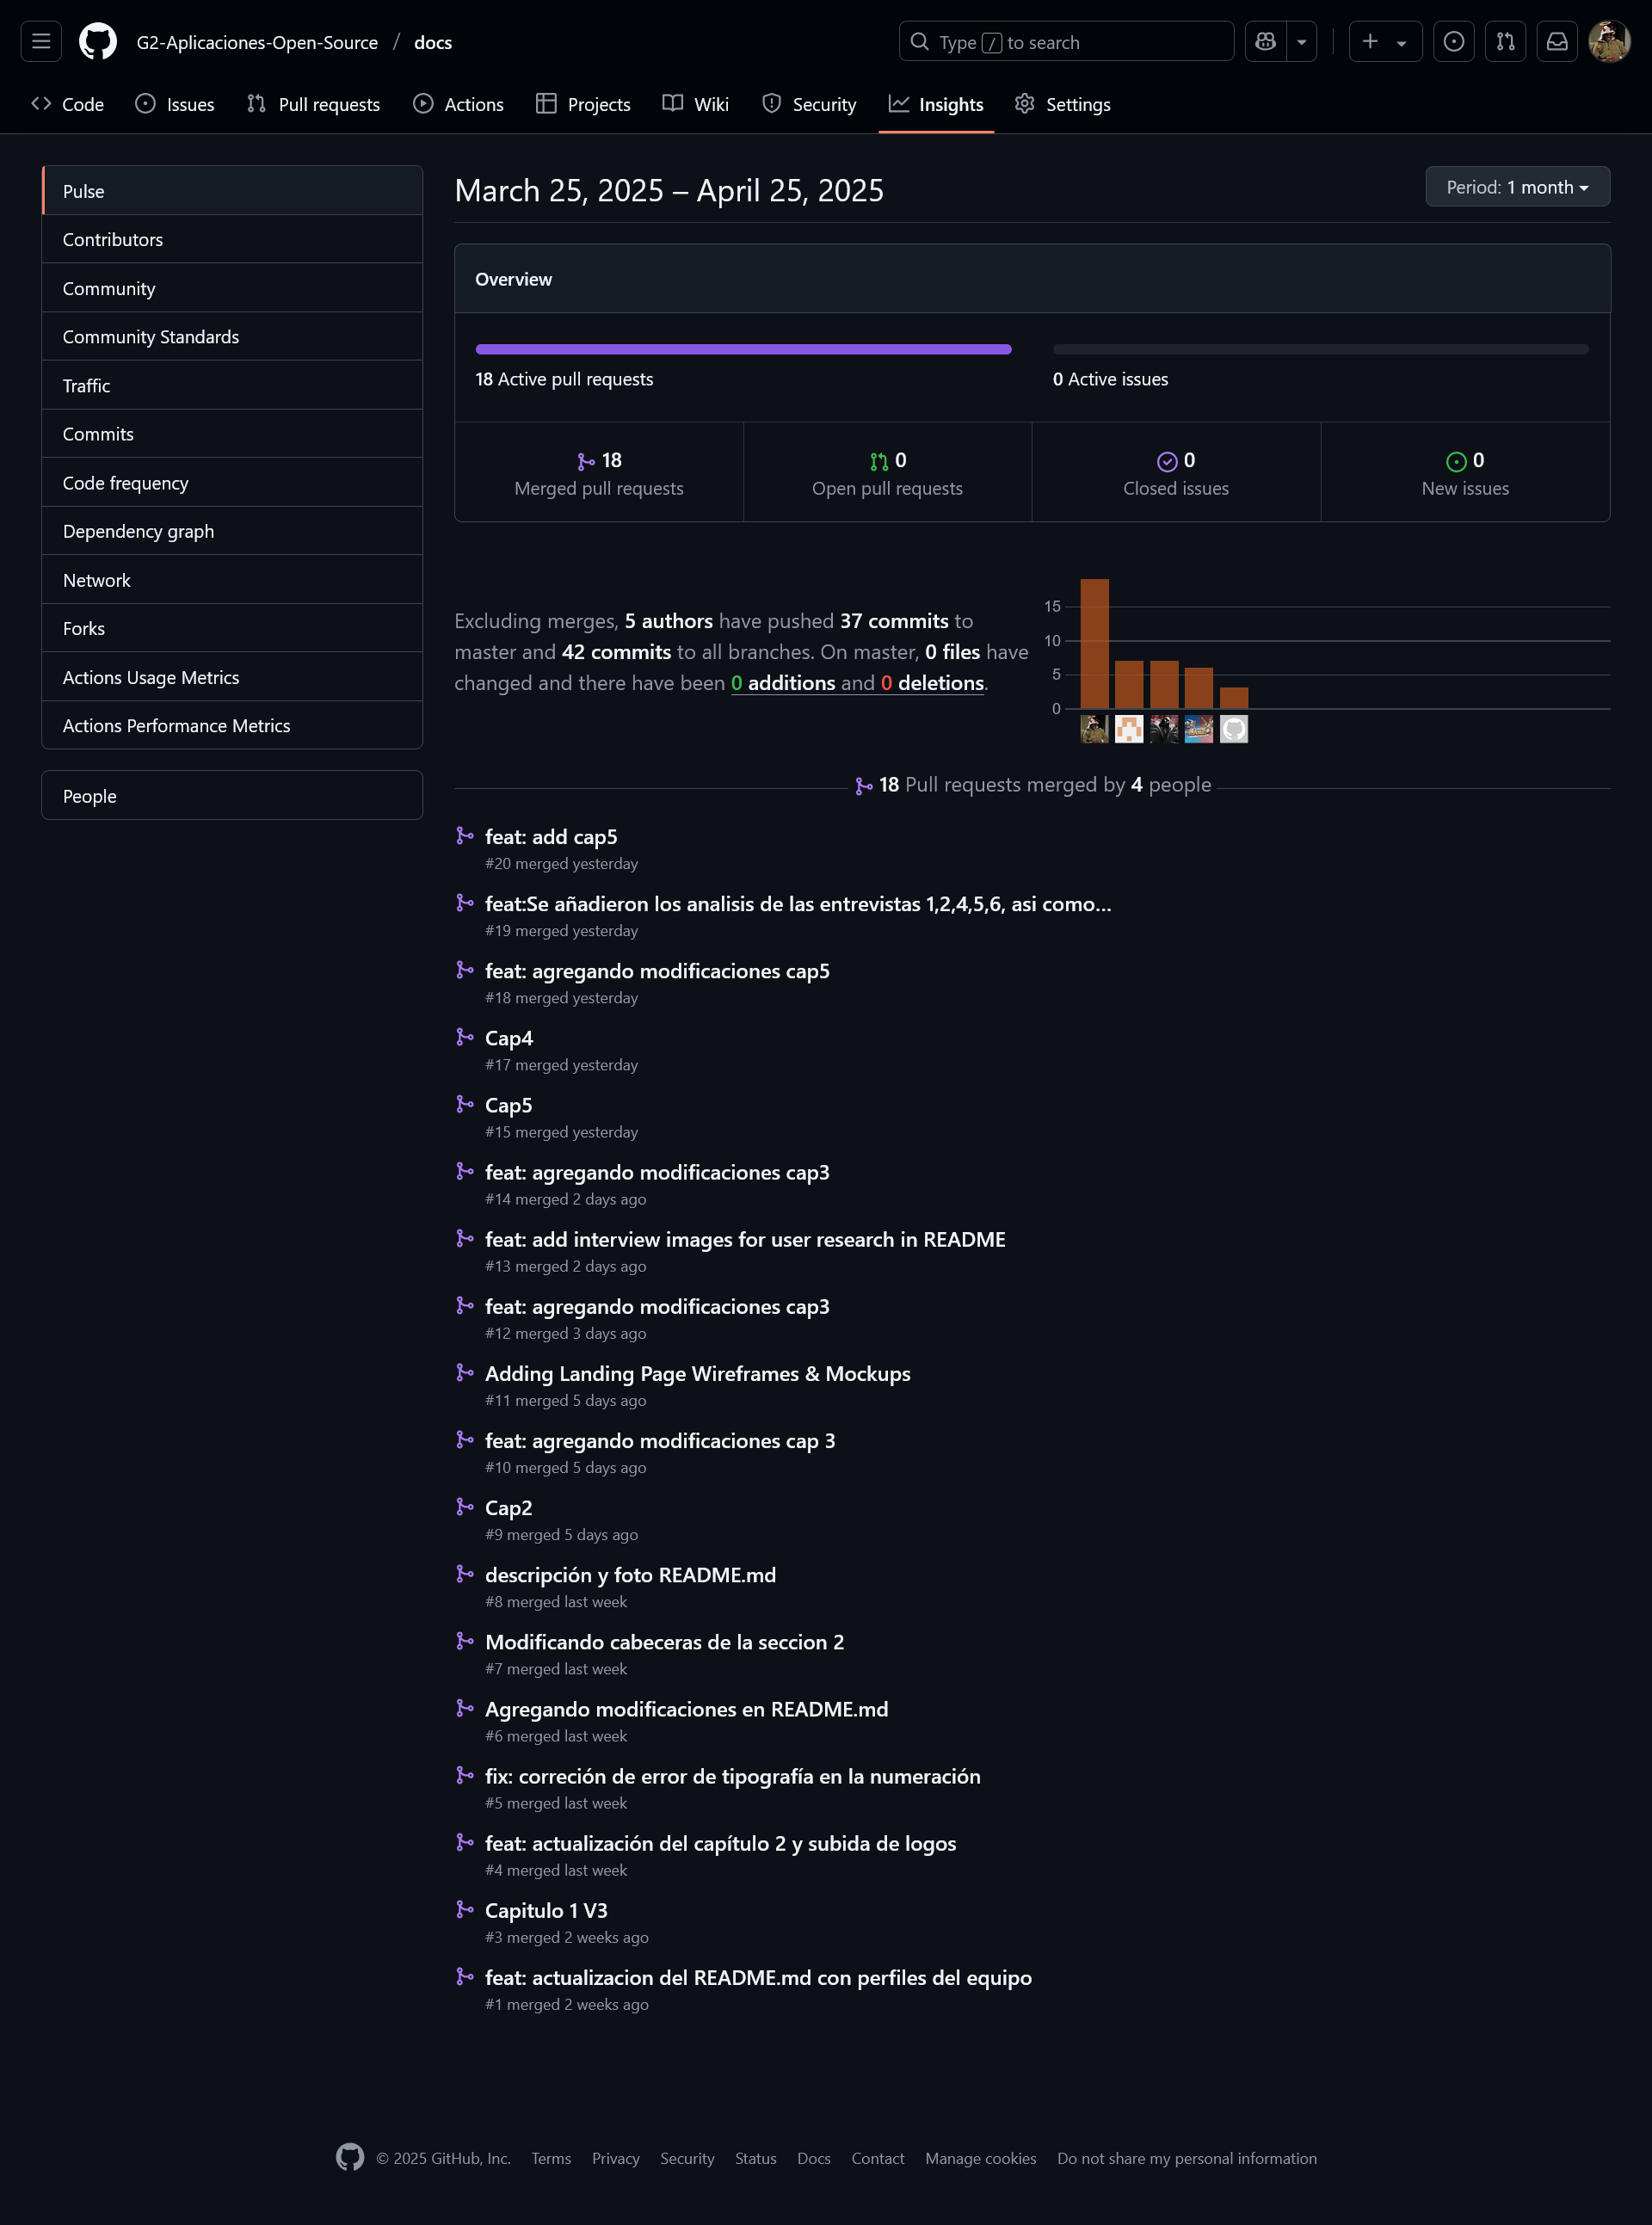 G2-Aplicaciones-Open-Source / docs
Type / to search
Code
Issues
Pull requests
Actions
Projects
Wiki
Security
Insights
Settings
Pulse
Contributors
Community
Community Standards
Traffic
Commits
Code frequency
Dependency graph
Network
Forks
Actions Usage Metrics
Actions Performance Metrics
People
March 25, 2025 – April 25, 2025
Period: 1 month
Overview
18 Active pull requests
0 Active issues
18
Merged pull requests
0
Open pull requests
0
Closed issues
0
New issues
Excluding merges, 5 authors have pushed 37 commits to
master and 42 commits to all branches. On master, 0 files have
changed and there have been 0 additions and 0 deletions.
15
10
5
0
18 Pull requests merged by 4 people
feat: add cap5
#20 merged yesterday
feat:Se añadieron los analisis de las entrevistas 1,2,4,5,6, asi como…
#19 merged yesterday
feat: agregando modificaciones cap5
#18 merged yesterday
Cap4
#17 merged yesterday
Cap5
#15 merged yesterday
feat: agregando modificaciones cap3
#14 merged 2 days ago
feat: add interview images for user research in README
#13 merged 2 days ago
feat: agregando modificaciones cap3
#12 merged 3 days ago
Adding Landing Page Wireframes & Mockups
#11 merged 5 days ago
feat: agregando modificaciones cap 3
#10 merged 5 days ago
Cap2
#9 merged 5 days ago
descripción y foto README.md
#8 merged last week
Modificando cabeceras de la seccion 2
#7 merged last week
Agregando modificaciones en README.md
#6 merged last week
fix: correción de error de tipografía en la numeración
#5 merged last week
feat: actualización del capítulo 2 y subida de logos
#4 merged last week
Capitulo 1 V3
#3 merged 2 weeks ago
feat: actualizacion del README.md con perfiles del equipo
#1 merged 2 weeks ago
© 2025 GitHub, Inc.
Terms
Privacy
Security
Status
Docs
Contact
Manage cookies
Do not share my personal information